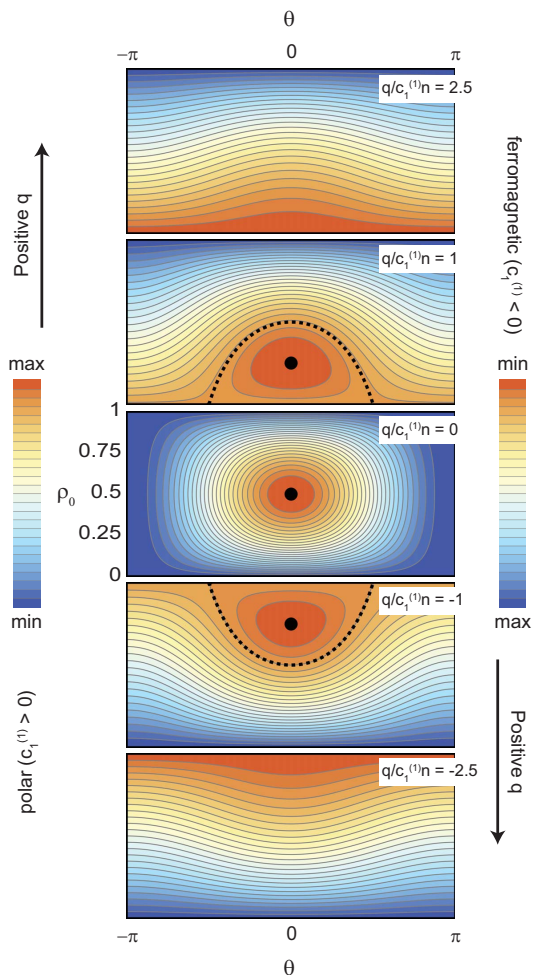 θ
−π 0 π
q/c₁⁽¹⁾n = 2.5
Positive q
ferromagnetic (c₁⁽¹⁾ < 0)
q/c₁⁽¹⁾n = 1
max
min
1
0.75
ρ₀ 0.5
0.25
0
q/c₁⁽¹⁾n = 0
min
max
q/c₁⁽¹⁾n = -1
polar (c₁⁽¹⁾ > 0)
Positive q
q/c₁⁽¹⁾n = -2.5
−π 0 π
θ